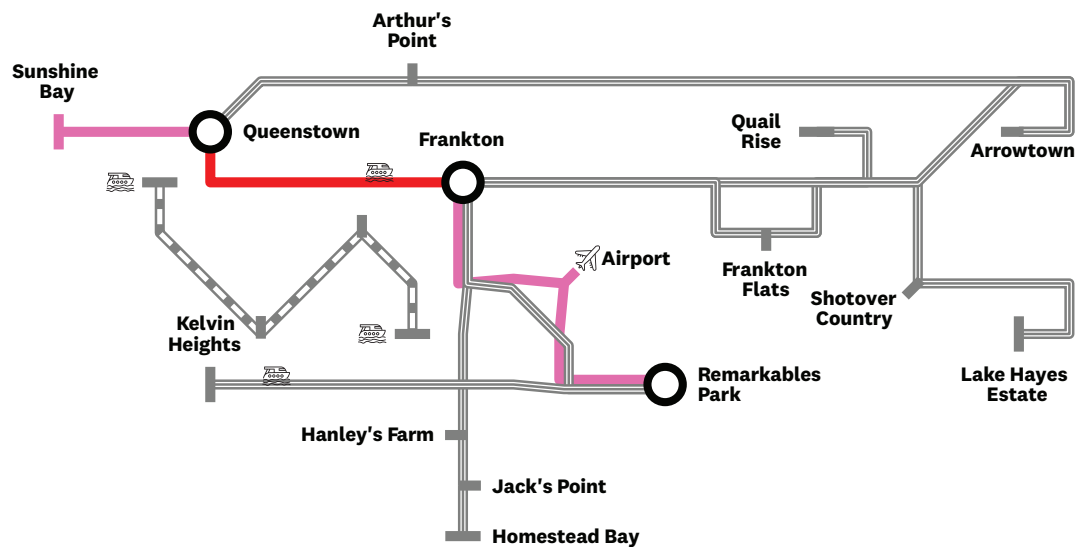 Arthur's
Point
Sunshine
Bay
Queenstown
Frankton
Quail
Rise
Arrowtown
Airport
Frankton
Flats
Shotover
Country
Kelvin
Heights
Remarkables
Park
Lake Hayes
Estate
Hanley's Farm
Jack's Point
Homestead Bay